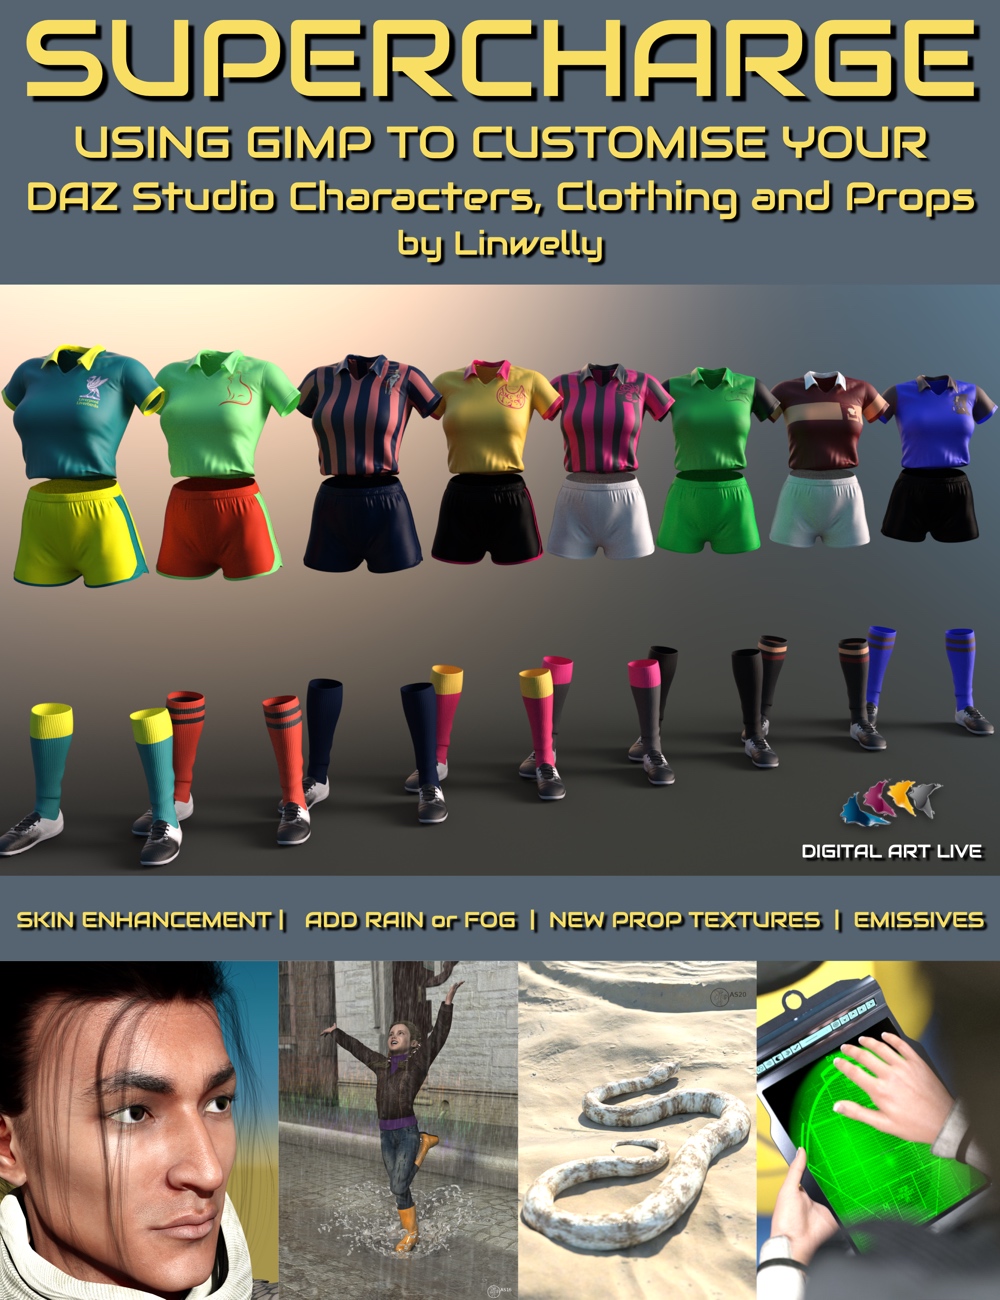 SUPERCHARGE
USING GIMP TO CUSTOMISE YOUR
DAZ Studio Characters, Clothing and Props
by Linwelly
DIGITAL ART LIVE
SKIN ENHANCEMENT | ADD RAIN or FOG | NEW PROP TEXTURES | EMISSIVES
AS20